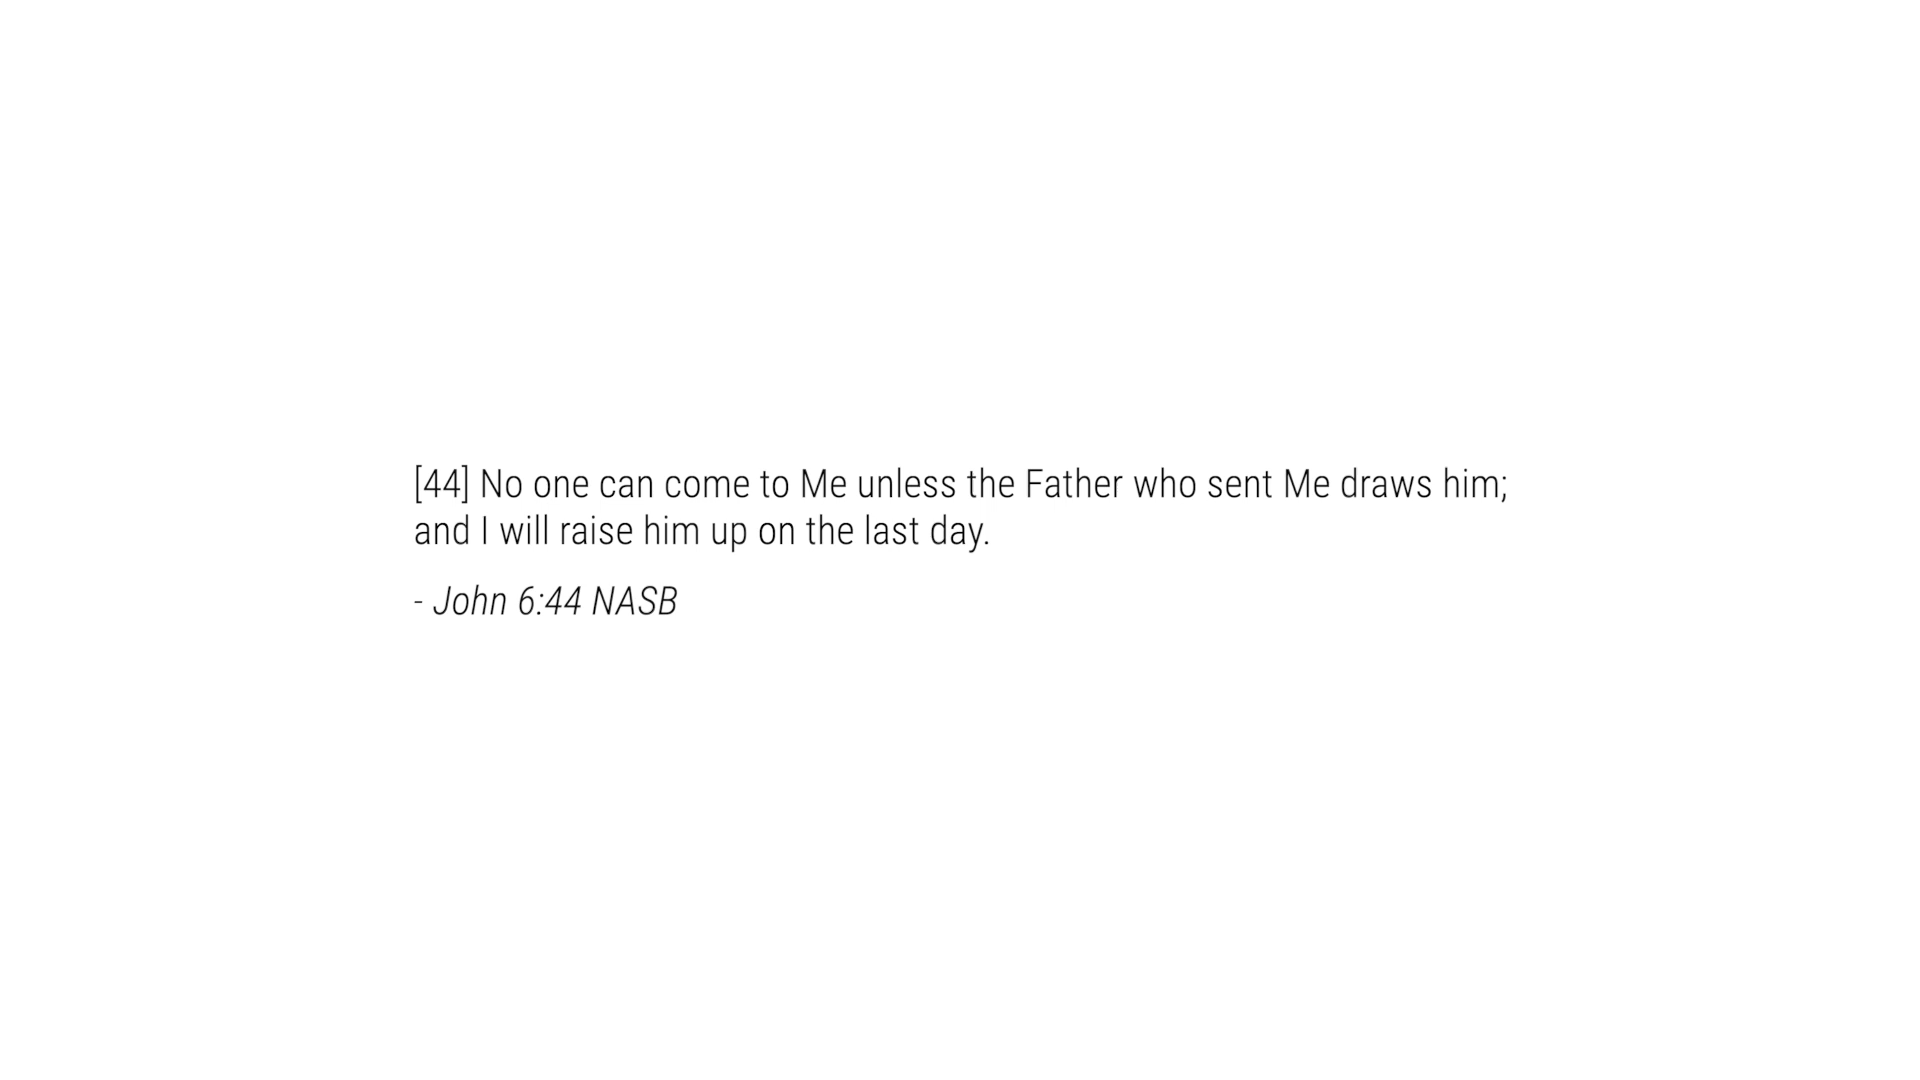 [44] No one can come to Me unless the Father who sent Me draws him;
and I will raise him up on the last day.
- John 6:44 NASB